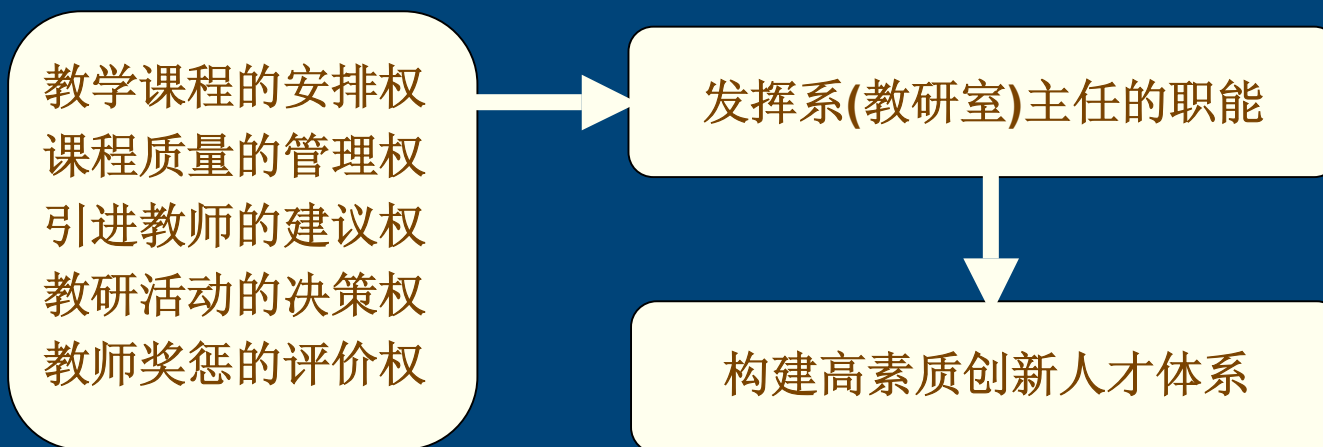 教学课程的安排权
课程质量的管理权
引进教师的建议权
教研活动的决策权
教师奖惩的评价权
发挥系(教研室)主任的职能
构建高素质创新人才体系